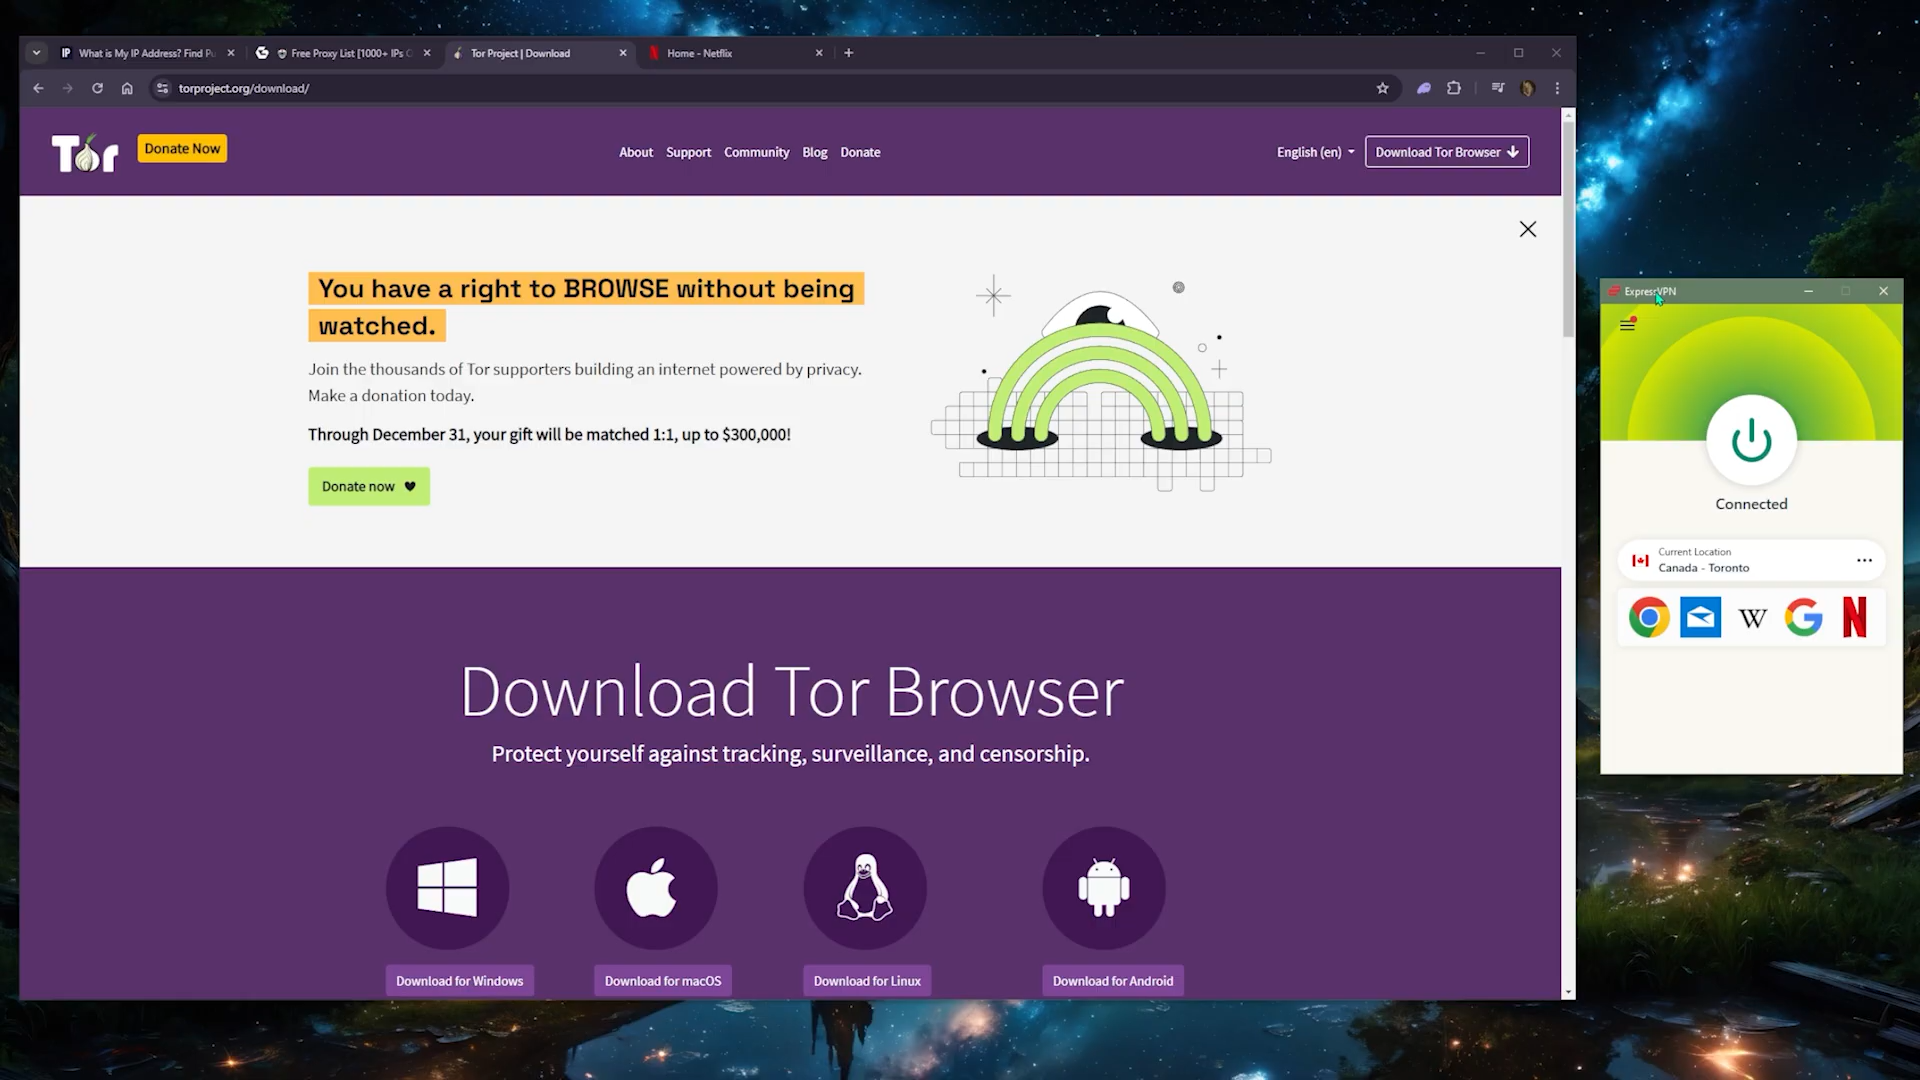 What is My IP Address? Find Pu
Free Proxy List [1000+ IPs O
Tor Project | Download
Home - Netflix
torproject.org/download/
Tor
Donate Now
About
Support
Community
Blog
Donate
English (en)
Download Tor Browser
You have a right to BROWSE without being
watched.
Join the thousands of Tor supporters building an internet powered by privacy.
Make a donation today.
Through December 31, your gift will be matched 1:1, up to $300,000!
Donate now
Download Tor Browser
Protect yourself against tracking, surveillance, and censorship.
Download for Windows
Download for macOS
Download for Linux
Download for Android
ExpressVPN
Connected
Current Location
Canada - Toronto